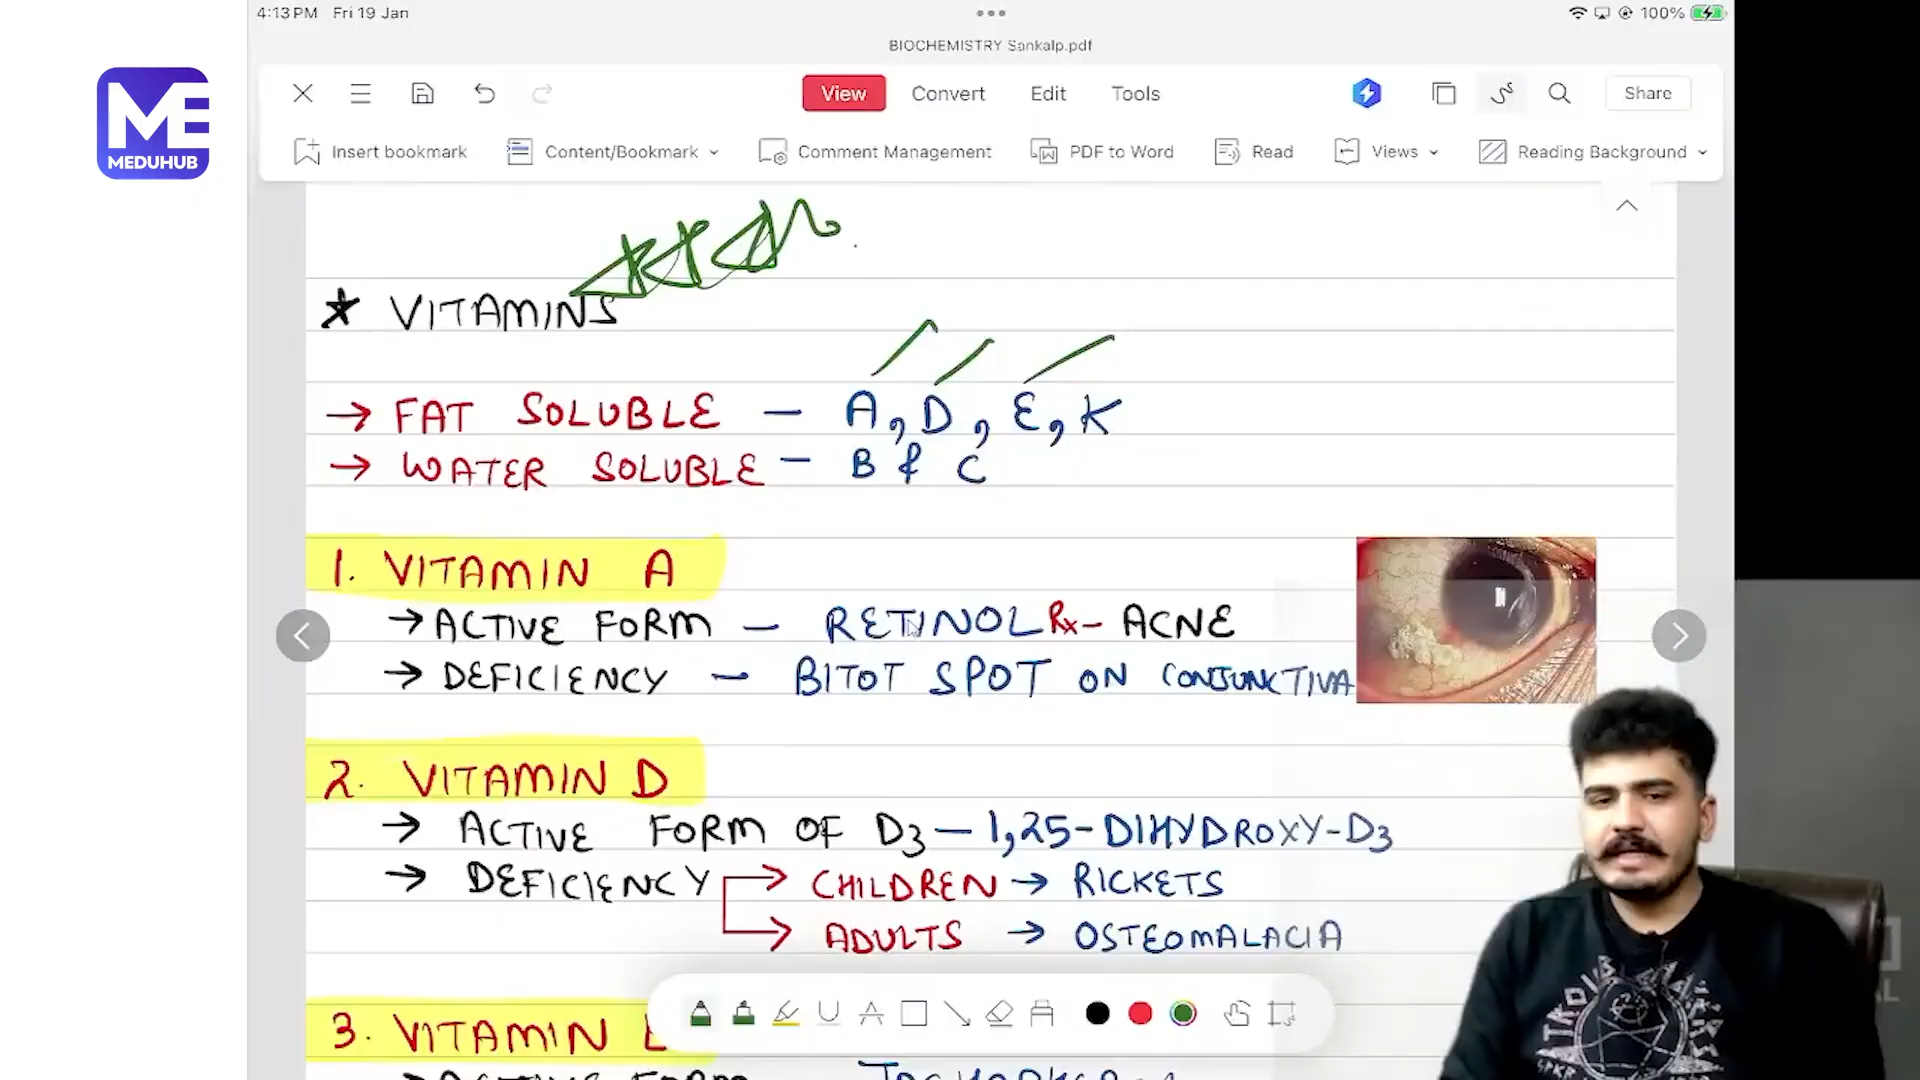 4:13 PM Fri 19 Jan
100%
BIOCHEMISTRY Sankalp.pdf
ME
MEDUHUB
View Convert Edit Tools
Share
Insert bookmark Content/Bookmark Comment Management PDF to Word Read Views Reading Background
★ VITAMINS
→ FAT SOLUBLE — A, D, E, K
→ WATER SOLUBLE — B & C
1. VITAMIN A
→ ACTIVE FORM — RETINOL Rx- ACNE
→ DEFICIENCY — BITOT SPOT ON CONJUNCTIVA
2. VITAMIN D
→ ACTIVE FORM OF D3 — 1,25-DIHYDROXY-D3
→ DEFICIENCY → CHILDREN → RICKETS
→ ADULTS → OSTEOMALACIA
3. VITAMIN E
→ ACTIVE FORM